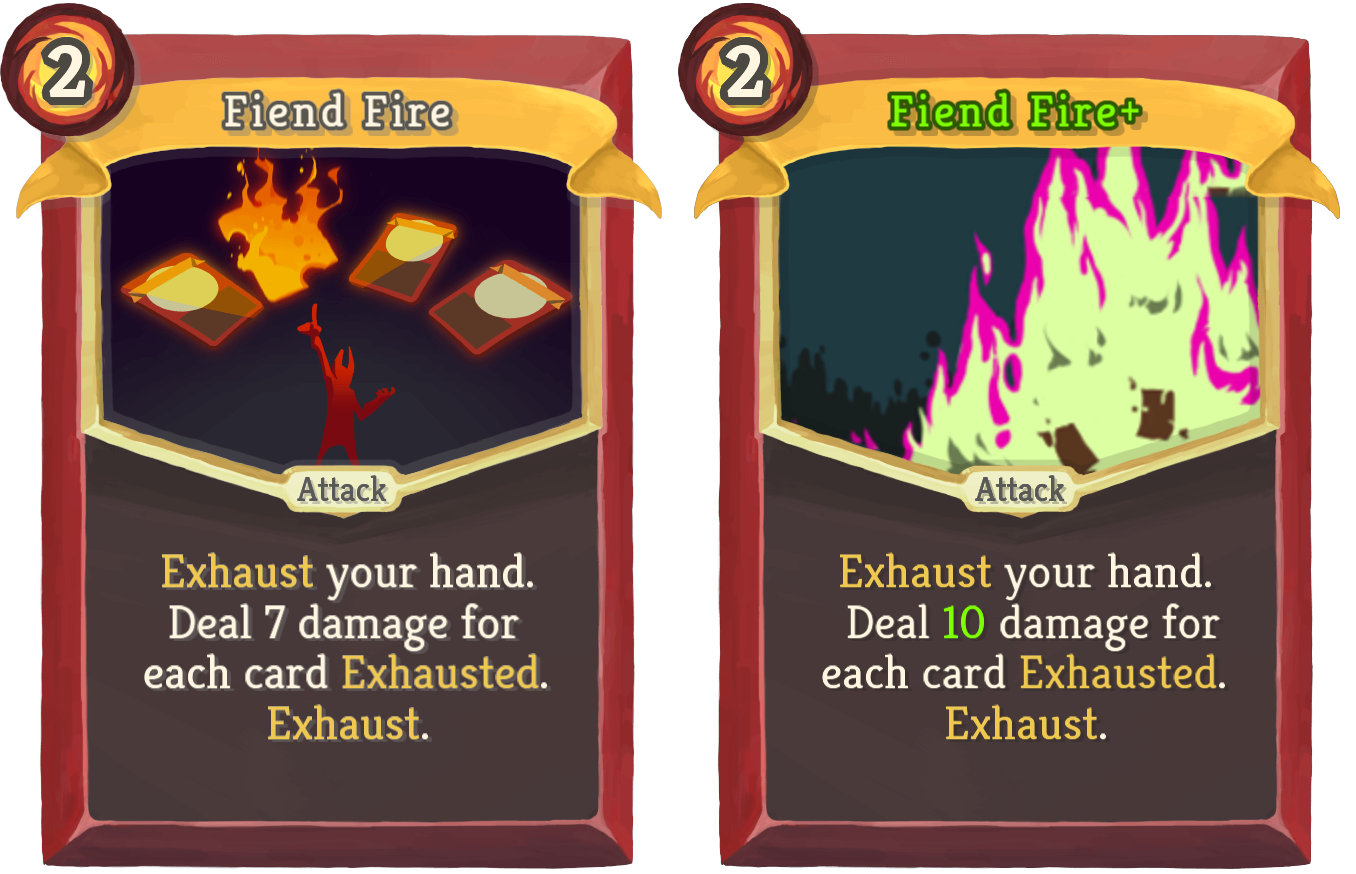 2
Fiend Fire
Attack
Exhaust your hand.
Deal 7 damage for
each card Exhausted.
Exhaust.
2
Fiend Fire+
Attack
Exhaust your hand.
Deal 10 damage for
each card Exhausted.
Exhaust.